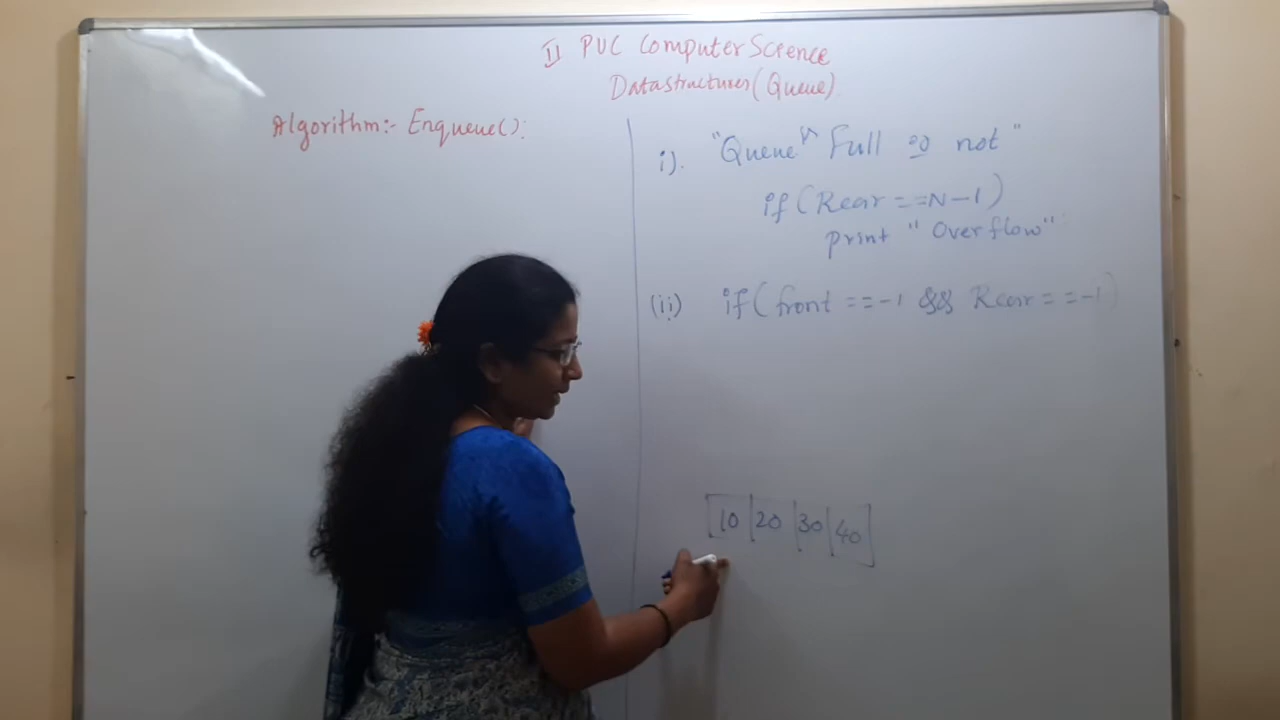 II PUC Computer Science
Datastructures (Queue)
Algorithm:- Enqueue():
i). "Queue" Full or not"
if (Rear == N-1)
print "Overflow"
(ii) if (front == -1 && Rear == -1)
10 20 30 40